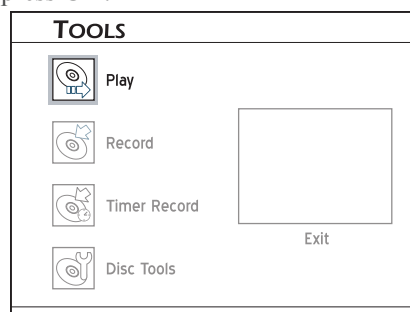 TOOLS
Play
Record
Timer Record
Exit
Disc Tools